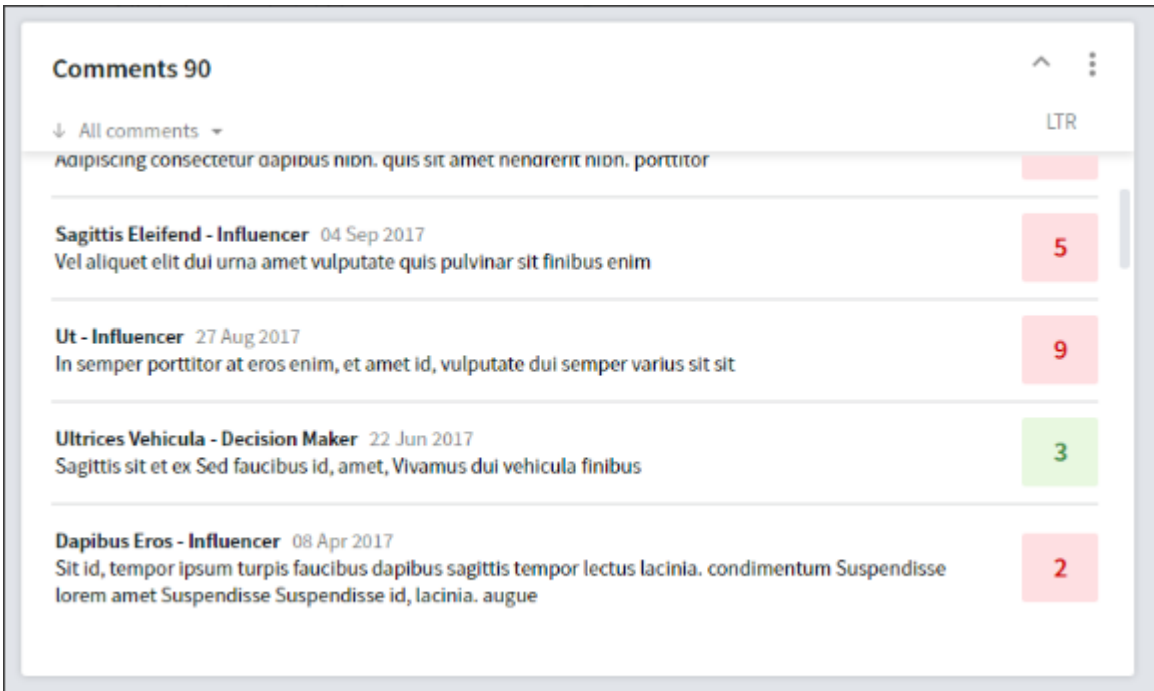 Comments 90
All comments
LTR
Adipiscing consectetur dapibus nibh. quis sit amet hendrerit nibh. porttitor
Sagittis Eleifend - Influencer 04 Sep 2017
Vel aliquet elit dui urna amet vulputate quis pulvinar sit finibus enim
5
Ut - Influencer 27 Aug 2017
In semper porttitor at eros enim, et amet id, vulputate dui semper varius sit sit
9
Ultrices Vehicula - Decision Maker 22 Jun 2017
Sagittis sit et ex Sed faucibus id, amet, Vivamus dui vehicula finibus
3
Dapibus Eros - Influencer 08 Apr 2017
Sit id, tempor ipsum turpis faucibus dapibus sagittis tempor lectus lacinia. condimentum Suspendisse
lorem amet Suspendisse Suspendisse id, lacinia. augue
2